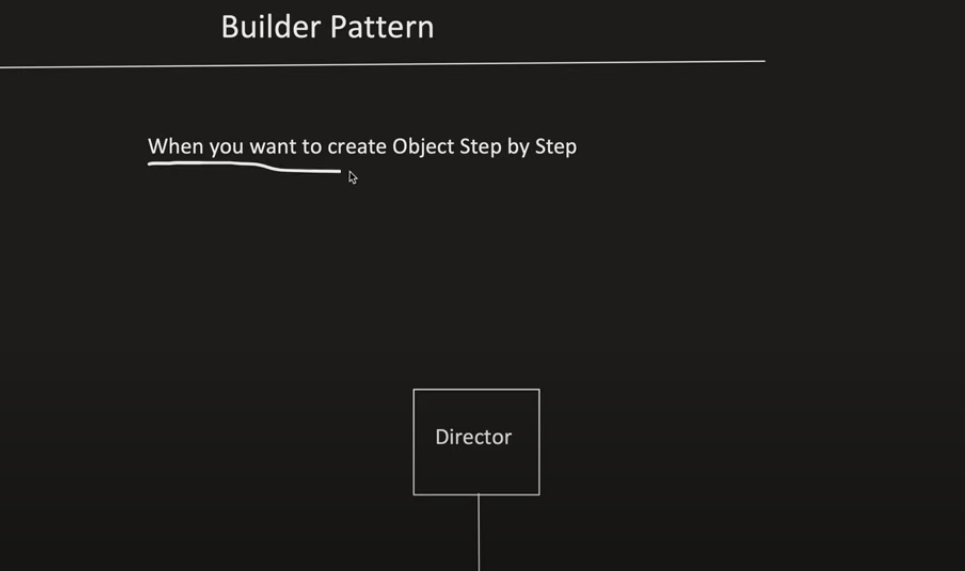 Builder Pattern
When you want to create Object Step by Step
Director